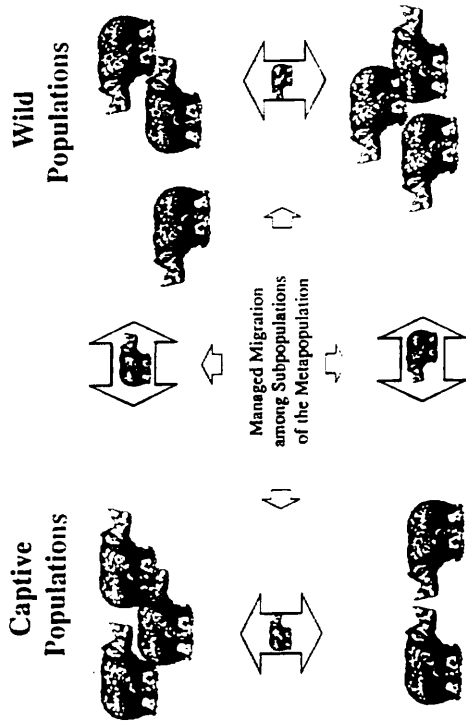 Captive
Populations
Wild
Populations
Managed Migration
among Subpopulations
of the Metapopulation